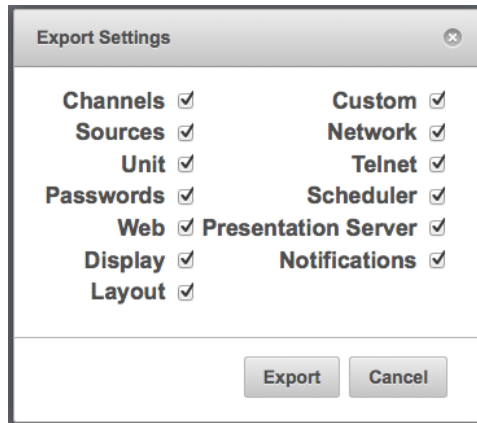 Export Settings
Channels
Custom
Sources
Network
Unit
Telnet
Passwords
Scheduler
Web
Presentation Server
Display
Notifications
Layout
Export
Cancel